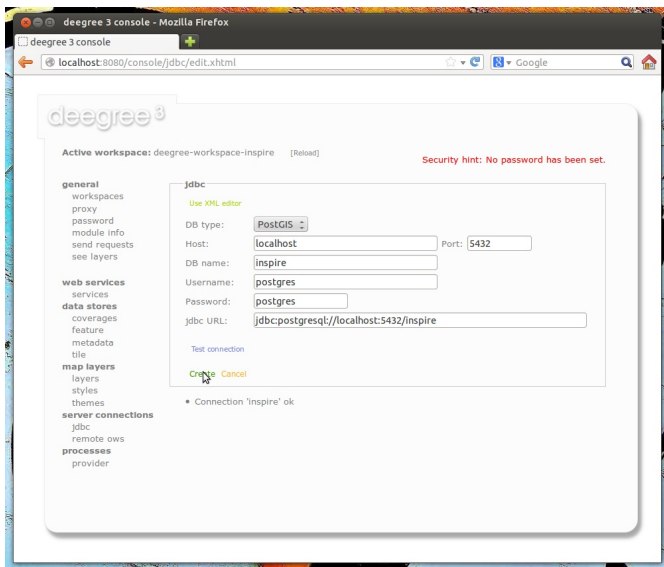 deegree 3 console - Mozilla Firefox
deegree 3 console
localhost:8080/console/jdbc/edit.xhtml
Google
deegree 3
Active workspace: deegree-workspace-inspire [Reload]
Security hint: No password has been set.
general
workspaces
proxy
password
module info
send requests
see layers
web services
services
data stores
coverages
feature
metadata
tile
map layers
layers
styles
themes
server connections
jdbc
remote ows
processes
provider
jdbc
Use XML editor
DB type: PostGIS
Host: localhost Port: 5432
DB name: inspire
Username: postgres
Password: postgres
jdbc URL: jdbc:postgresql://localhost:5432/inspire
Test connection
Create Cancel
• Connection 'inspire' ok